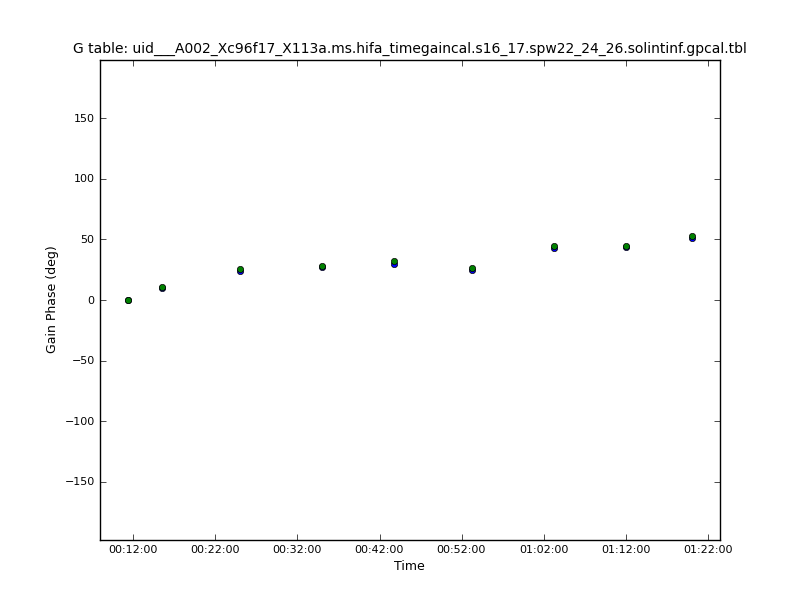 G table: uid___A002_Xc96f17_X113a.ms.hifa_timegaincal.s16_17.spw22_24_26.solintinf.gpcal.tbl
150
100
50
0
−50
−100
−150
Gain Phase (deg)
00:12:00 00:22:00 00:32:00 00:42:00 00:52:00 01:02:00 01:12:00 01:22:00
Time